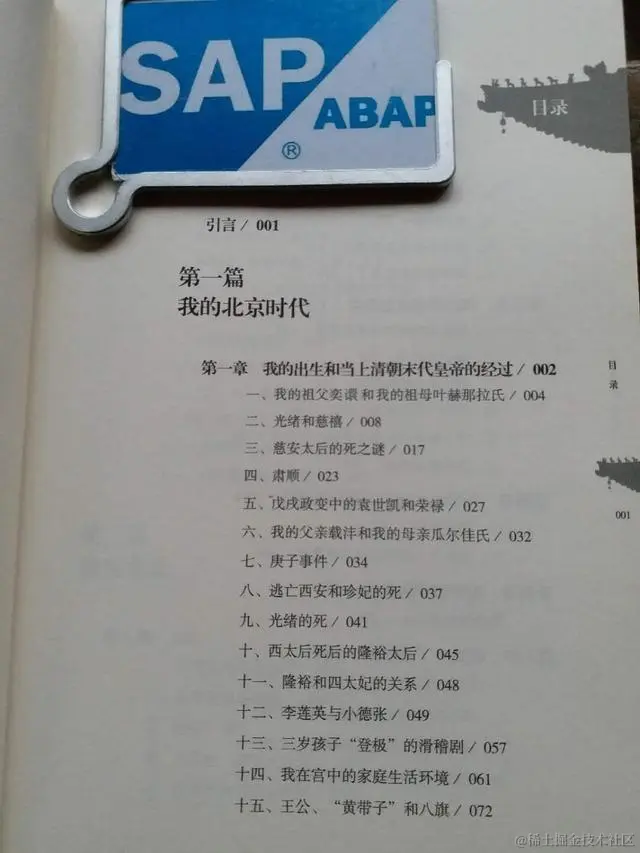 SAP
ABAP
®
目录
引言 / 001
第一篇
我的北京时代
第一章 我的出生和当上清朝末代皇帝的经过 / 002
一、我的祖父奕譞和我的祖母叶赫那拉氏 / 004
二、光绪和慈禧 / 008
三、慈安太后的死之谜 / 017
四、肃顺 / 023
五、戊戌政变中的袁世凯和荣禄 / 027
六、我的父亲载沣和我的母亲瓜尔佳氏 / 032
七、庚子事件 / 034
八、逃亡西安和珍妃的死 / 037
九、光绪的死 / 041
十、西太后死后的隆裕太后 / 045
十一、隆裕和四太妃的关系 / 048
十二、李莲英与小德张 / 049
十三、三岁孩子“登极”的滑稽剧 / 057
十四、我在宫中的家庭生活环境 / 061
十五、王公、“黄带子”和八旗 / 072
目录
001
@稀土掘金技术社区